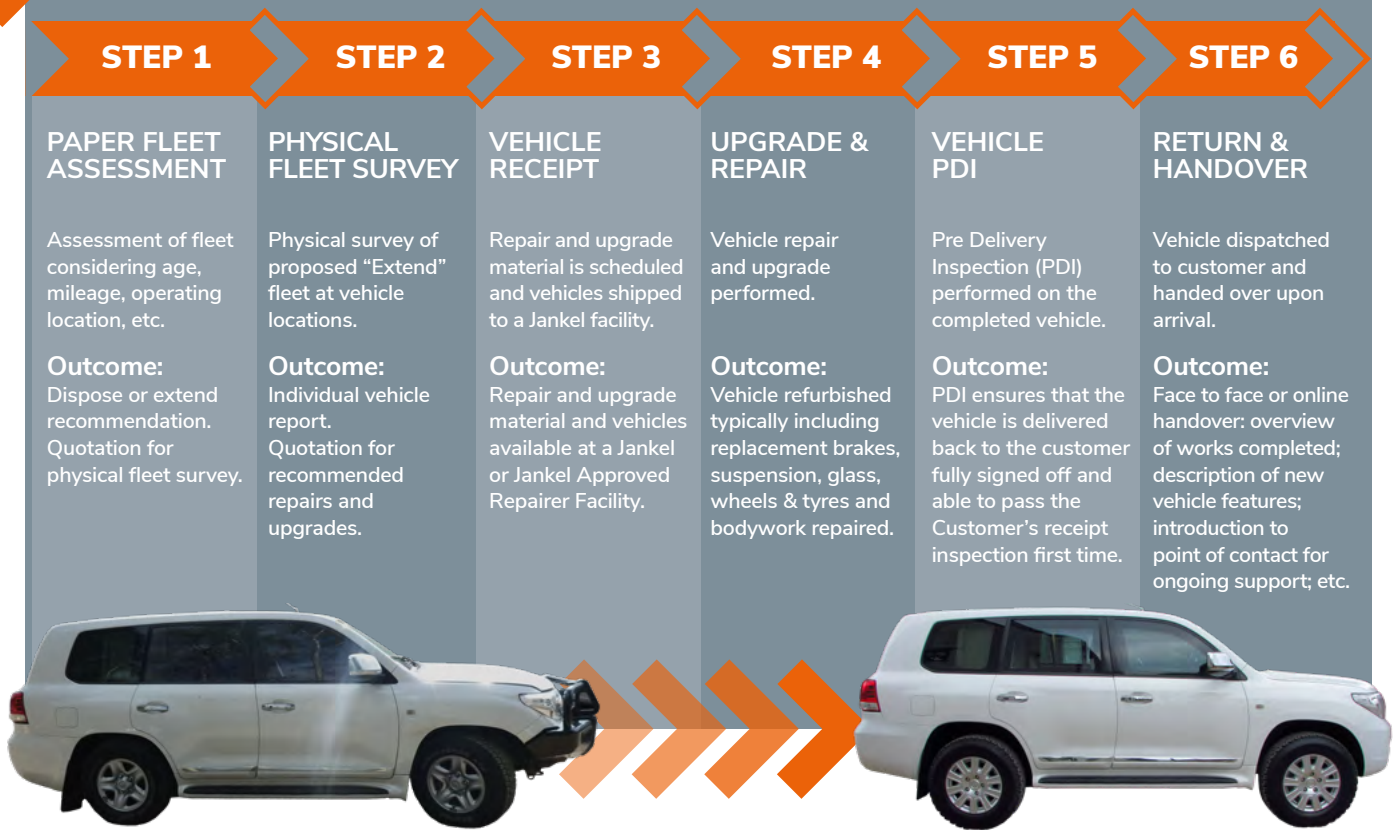 STEP 1
STEP 2
STEP 3
STEP 4
STEP 5
STEP 6
PAPER FLEET
ASSESSMENT
Assessment of fleet
considering age,
mileage, operating
location, etc.
Outcome:
Dispose or extend
recommendation.
Quotation for
physical fleet survey.
PHYSICAL
FLEET SURVEY
Physical survey of
proposed “Extend”
fleet at vehicle
locations.
Outcome:
Individual vehicle
report.
Quotation for
recommended
repairs and
upgrades.
VEHICLE
RECEIPT
Repair and upgrade
material is scheduled
and vehicles shipped
to a Jankel facility.
Outcome:
Repair and upgrade
material and vehicles
available at a Jankel
or Jankel Approved
Repairer Facility.
UPGRADE &
REPAIR
Vehicle repair
and upgrade
performed.
Outcome:
Vehicle refurbished
typically including
replacement brakes,
suspension, glass,
wheels & tyres and
bodywork repaired.
VEHICLE
PDI
Pre Delivery
Inspection (PDI)
performed on the
completed vehicle.
Outcome:
PDI ensures that the
vehicle is delivered
back to the customer
fully signed off and
able to pass the
Customer’s receipt
inspection first time.
RETURN &
HANDOVER
Vehicle dispatched
to customer and
handed over upon
arrival.
Outcome:
Face to face or online
handover: overview
of works completed;
description of new
vehicle features;
introduction to
point of contact for
ongoing support; etc.